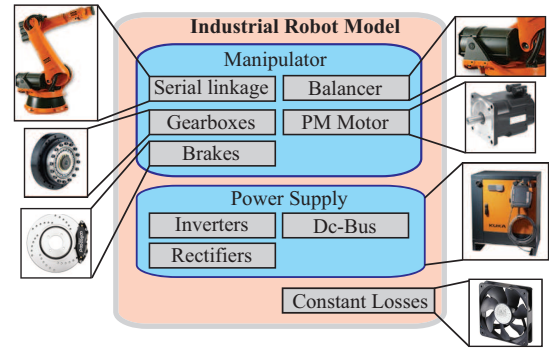 Industrial Robot Model
Manipulator
Serial linkage
Balancer
Gearboxes
PM Motor
Brakes
Power Supply
Inverters
Dc-Bus
Rectifiers
Constant Losses
KUKA